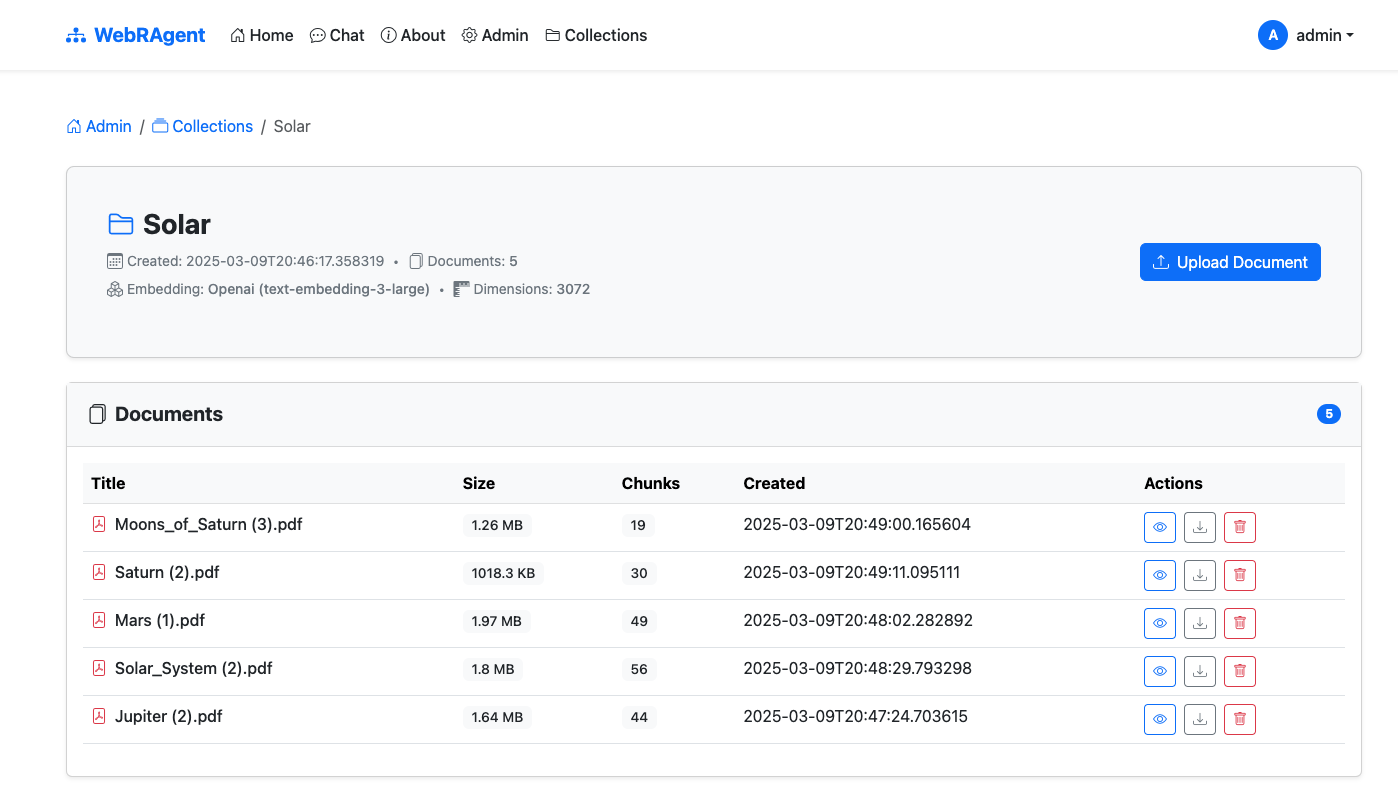 WebRAgent Home Chat About Admin Collections A admin
Admin / Collections / Solar
Solar
Created: 2025-03-09T20:46:17.358319 • Documents: 5
Embedding: Openai (text-embedding-3-large) • Dimensions: 3072
Upload Document
Documents 5
Title Size Chunks Created Actions
Moons_of_Saturn (3).pdf 1.26 MB 19 2025-03-09T20:49:00.165604
Saturn (2).pdf 1018.3 KB 30 2025-03-09T20:49:11.095111
Mars (1).pdf 1.97 MB 49 2025-03-09T20:48:02.282892
Solar_System (2).pdf 1.8 MB 56 2025-03-09T20:48:29.793298
Jupiter (2).pdf 1.64 MB 44 2025-03-09T20:47:24.703615